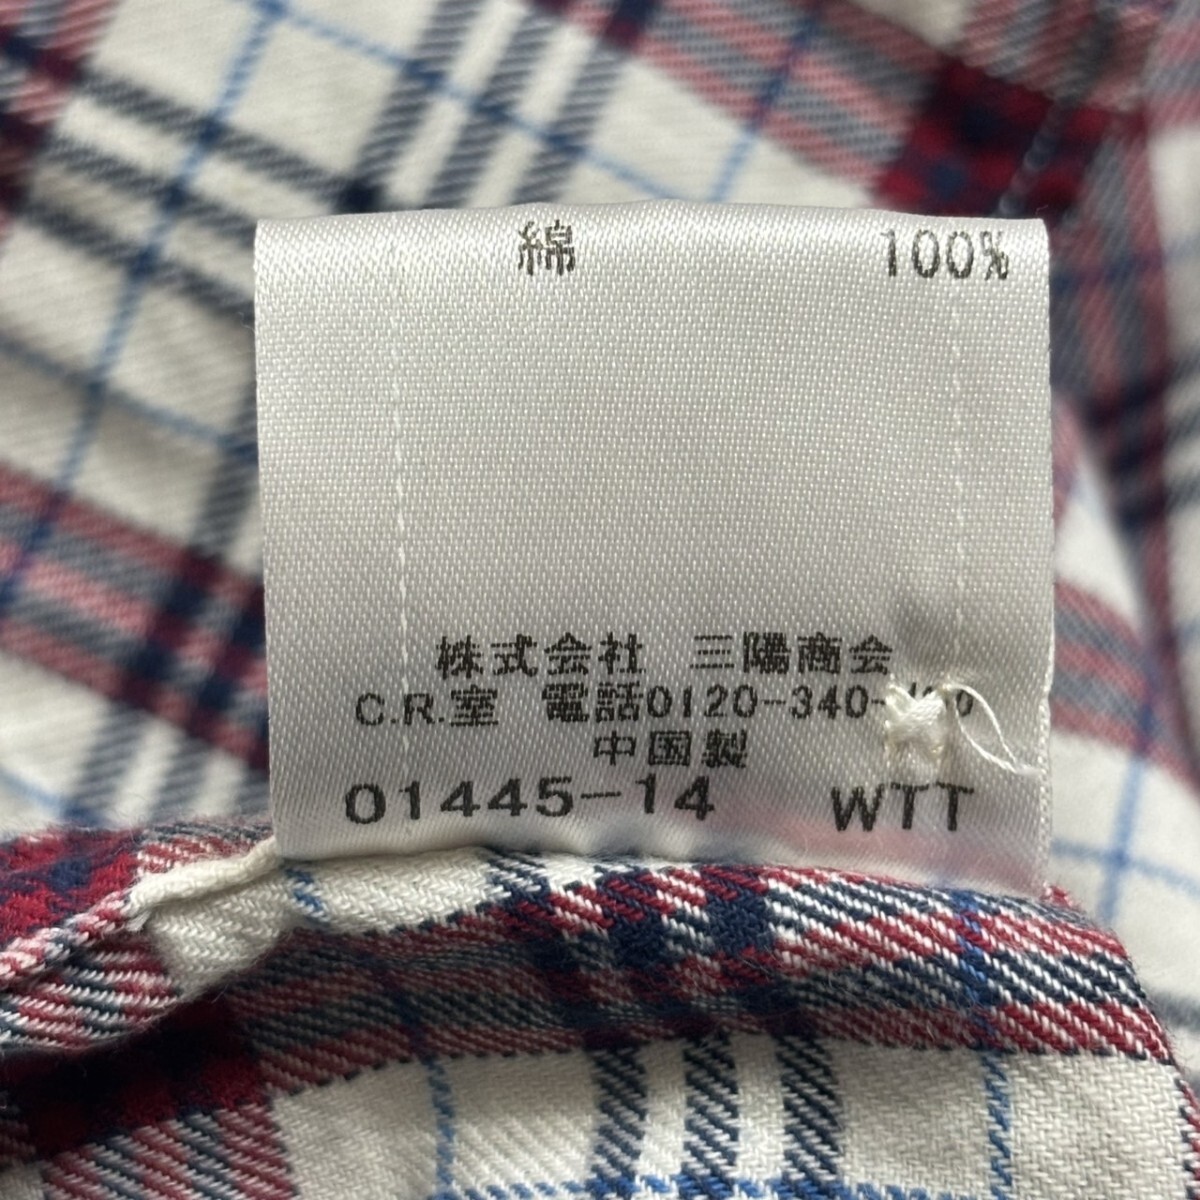 綿 100%
株式会社 三陽商会
C.R.室 電話0120-340-
中国製
01445-14 WTT